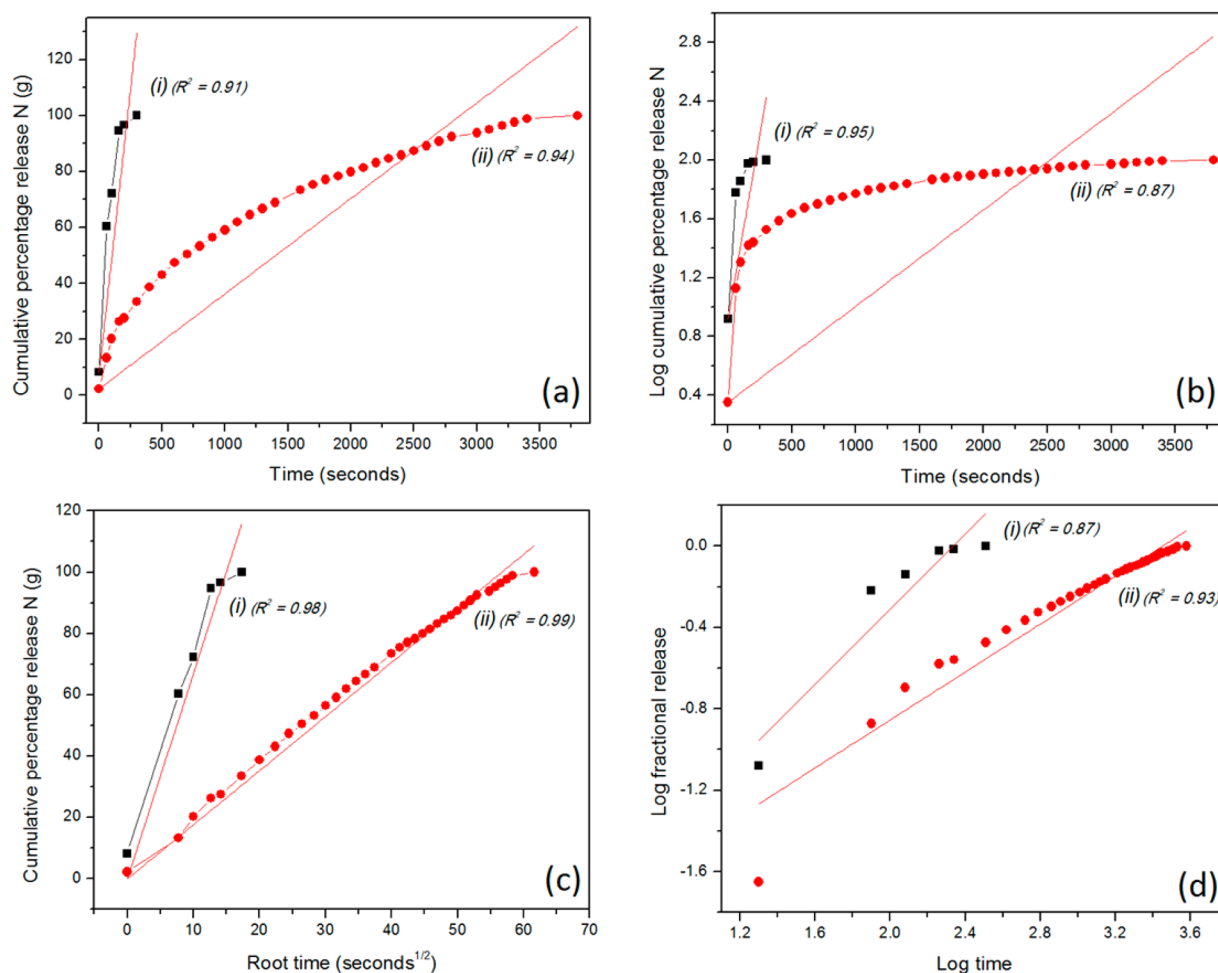 Cumulative percentage release N (g)
120
100
80
60
40
20
0
(i) (R² = 0.91)
(ii) (R² = 0.94)
(a)
0 500 1000 1500 2000 2500 3000 3500
Time (seconds)
Log cumulative percentage release N
2.8
2.4
2.0
1.6
1.2
0.8
0.4
(i) (R² = 0.95)
(ii) (R² = 0.87)
(b)
0 500 1000 1500 2000 2500 3000 3500
Time (seconds)
Cumulative percentage release N (g)
120
100
80
60
40
20
0
(i) (R² = 0.98)
(ii) (R² = 0.99)
(c)
0 10 20 30 40 50 60 70
Root time (seconds¹/²)
Log fractional release
0.0
-0.4
-0.8
-1.2
-1.6
(i) (R² = 0.87)
(ii) (R² = 0.93)
(d)
1.2 1.6 2.0 2.4 2.8 3.2 3.6
Log time